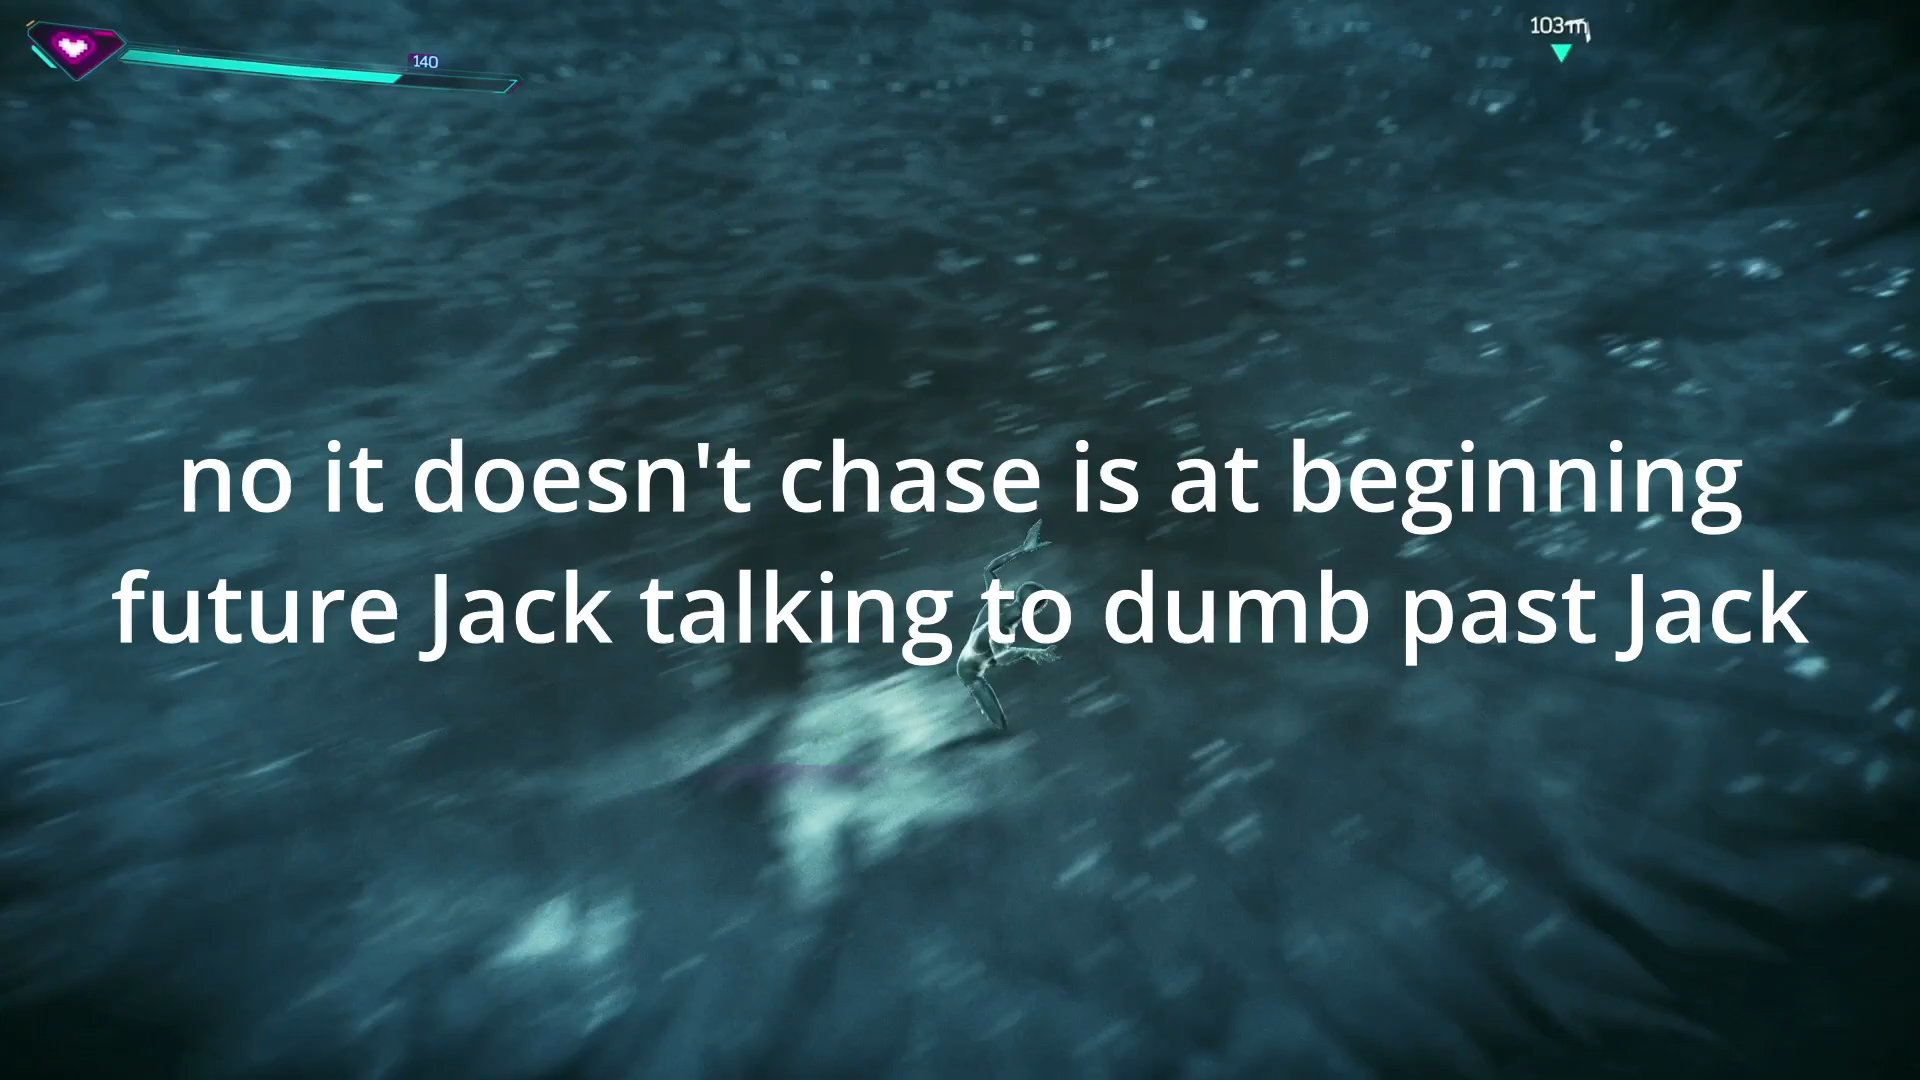 140
103m
no it doesn't chase is at beginning
future Jack talking to dumb past Jack